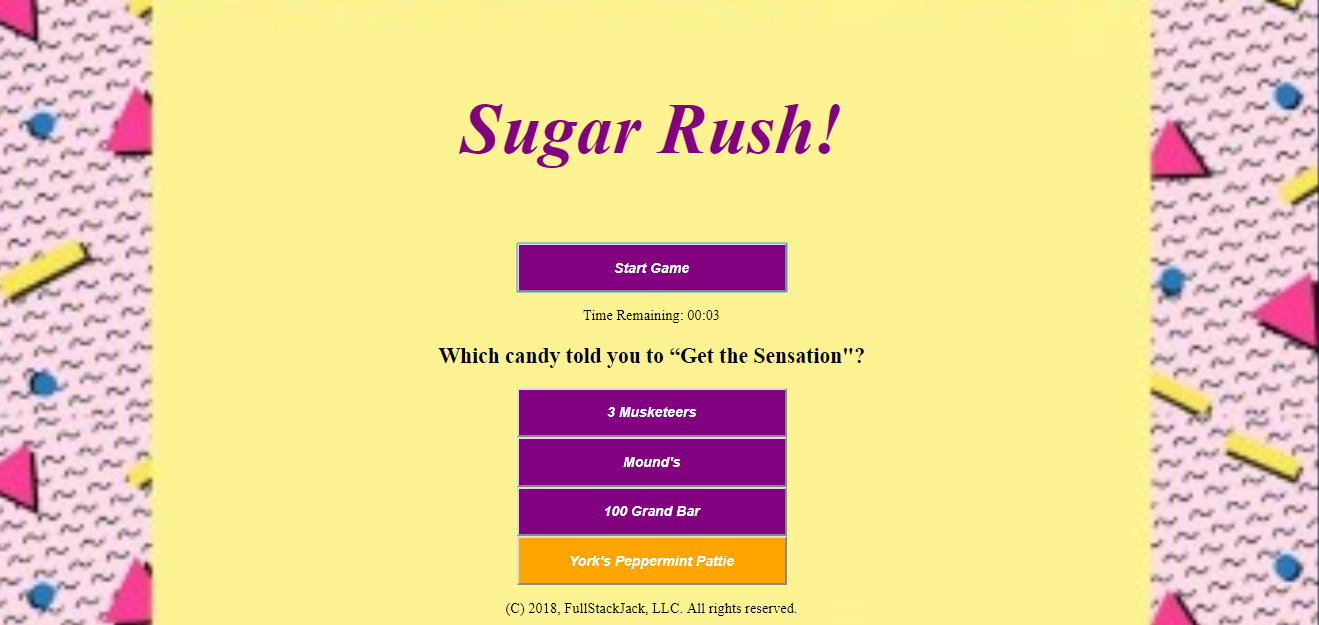 Sugar Rush!
Start Game
Time Remaining: 00:03
Which candy told you to “Get the Sensation"?
3 Musketeers
Mound's
100 Grand Bar
York's Peppermint Pattie
(C) 2018, FullStackJack, LLC. All rights reserved.